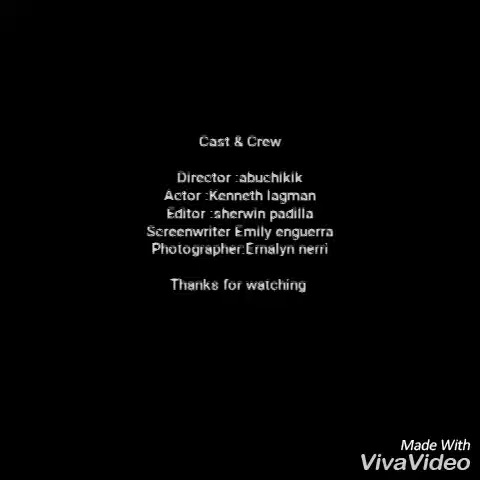 Cast & Crew
Director :abuchikik
Actor :Kenneth lagman
Editor :sherwin padilla
Screenwriter Emily enguerra
Photographer:Ernalyn nerri
Thanks for watching
Made With
VivaVideo